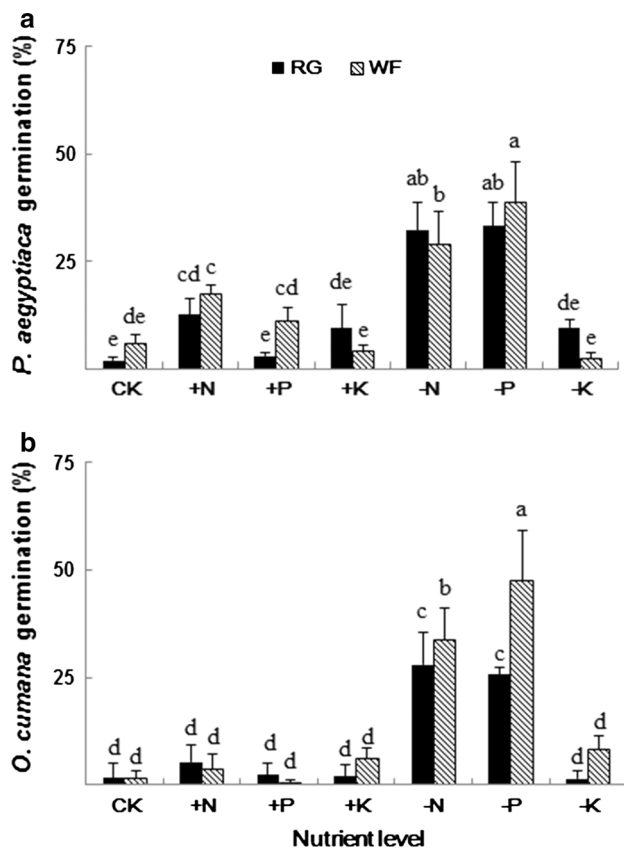 a
P. aegyptiaca germination (%)
75
RG WF
50
a
ab b ab
25
cd c
cd de
de
e e e de e
CK +N +P +K -N -P -K
b
O. cumana germination (%)
75
a
50
b
c
c
25
d d d d d d d d d d
CK +N +P +K -N -P -K
Nutrient level